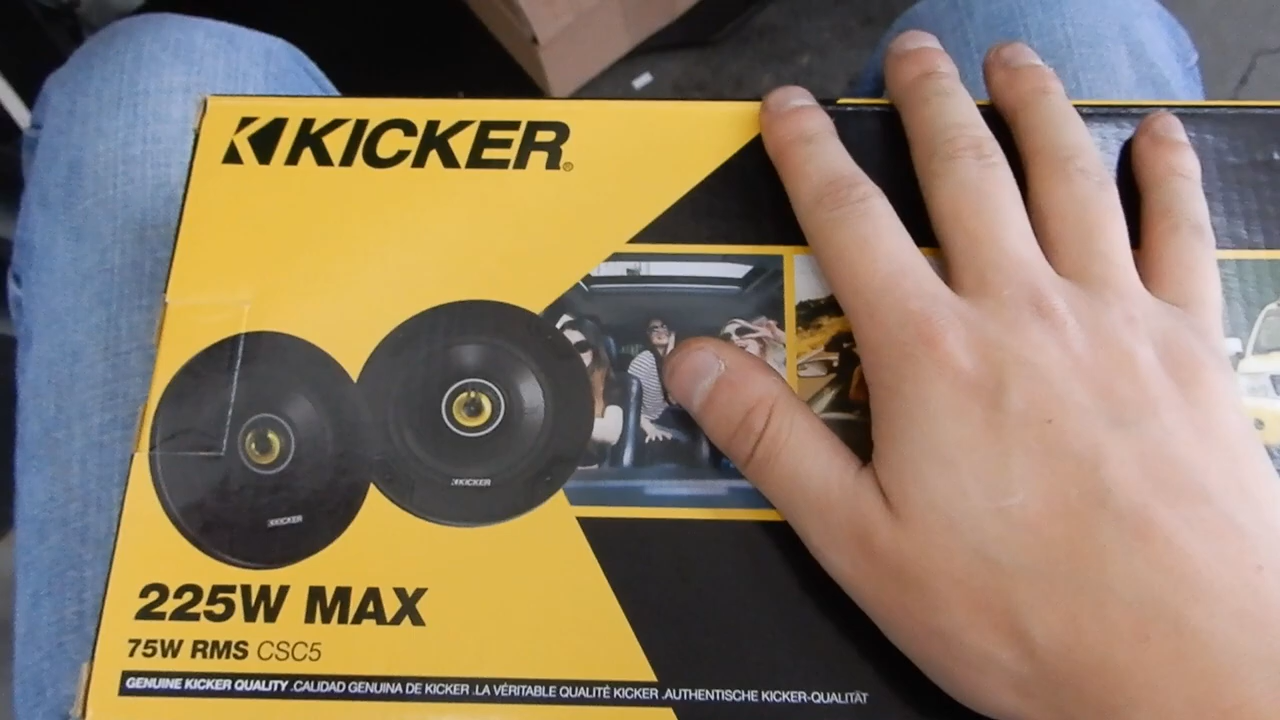 KICKER®
KICKER
KICKER
225W MAX
75W RMS CSC5
GENUINE KICKER QUALITY .CALIDAD GENUINA DE KICKER .LA VÉRITABLE QUALITÉ KICKER .AUTHENTISCHE KICKER-QUALITÄT